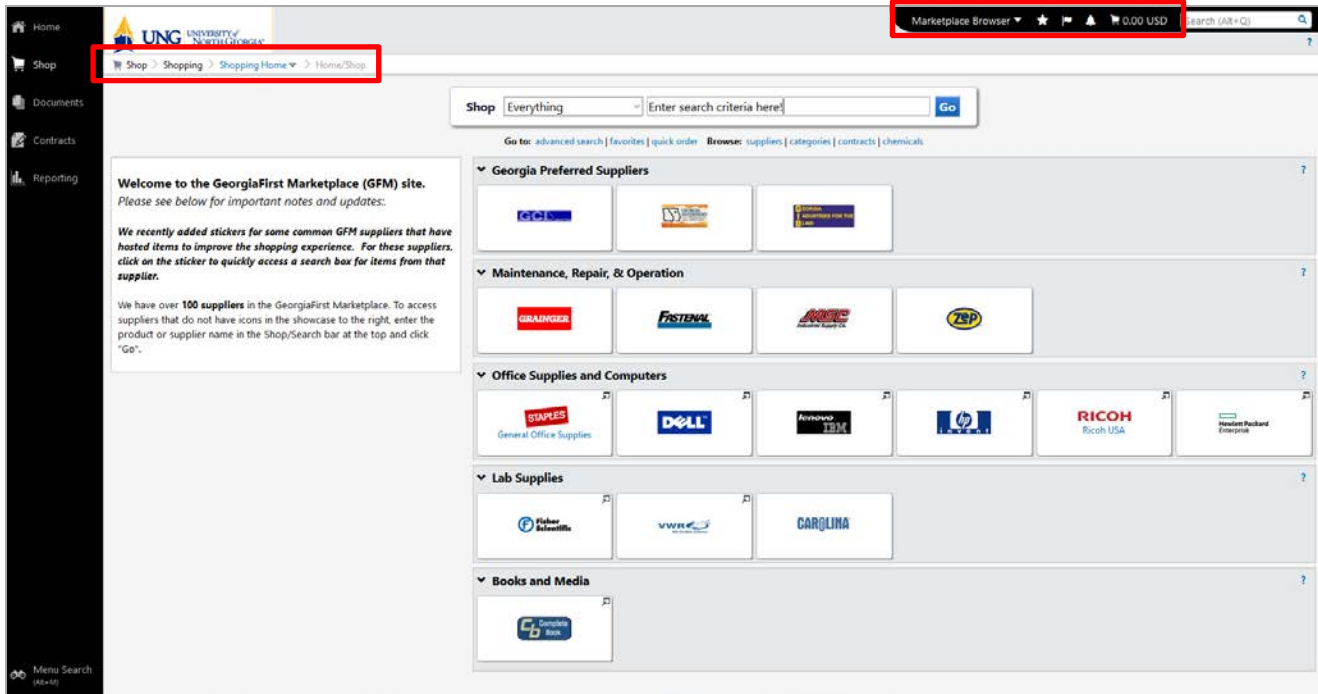 Home
Shop
Documents
Contracts
Reporting
Menu Search
(Alt+M)
UNG UNIVERSITY of
NORTH GEORGIA
Marketplace Browser 0.00 USD Search (Alt+Q)
?
Shop > Shopping > Shopping Home > Home/Shop
Shop Everything Enter search criteria here! Go
Go to: advanced search | favorites | quick order Browse: suppliers | categories | contracts | chemicals
Welcome to the GeorgiaFirst Marketplace (GFM) site.
Please see below for important notes and updates:.
We recently added stickers for some common GFM suppliers that have
hosted items to improve the shopping experience. For these suppliers,
click on the sticker to quickly access a search box for items from that
supplier.
We have over 100 suppliers in the GeorgiaFirst Marketplace. To access
suppliers that do not have icons in the showcase to the right, enter the
product or supplier name in the Shop/Search bar at the top and click
"Go".
Georgia Preferred Suppliers ?
GCI
GEORGIA
INDUSTRIES FOR THE
BLIND
Maintenance, Repair, & Operation ?
GRAINGER FASTENAL MSC Industrial Supply Co. ZEP
Office Supplies and Computers ?
STAPLES
General Office Supplies
DELL
lenovo
IBM
hp
invent
RICOH
Ricoh USA
Hewlett Packard
Enterprise
Lab Supplies ?
Fisher
Scientific
VWR
CAROLINA
Books and Media ?
Cb Complete
Book